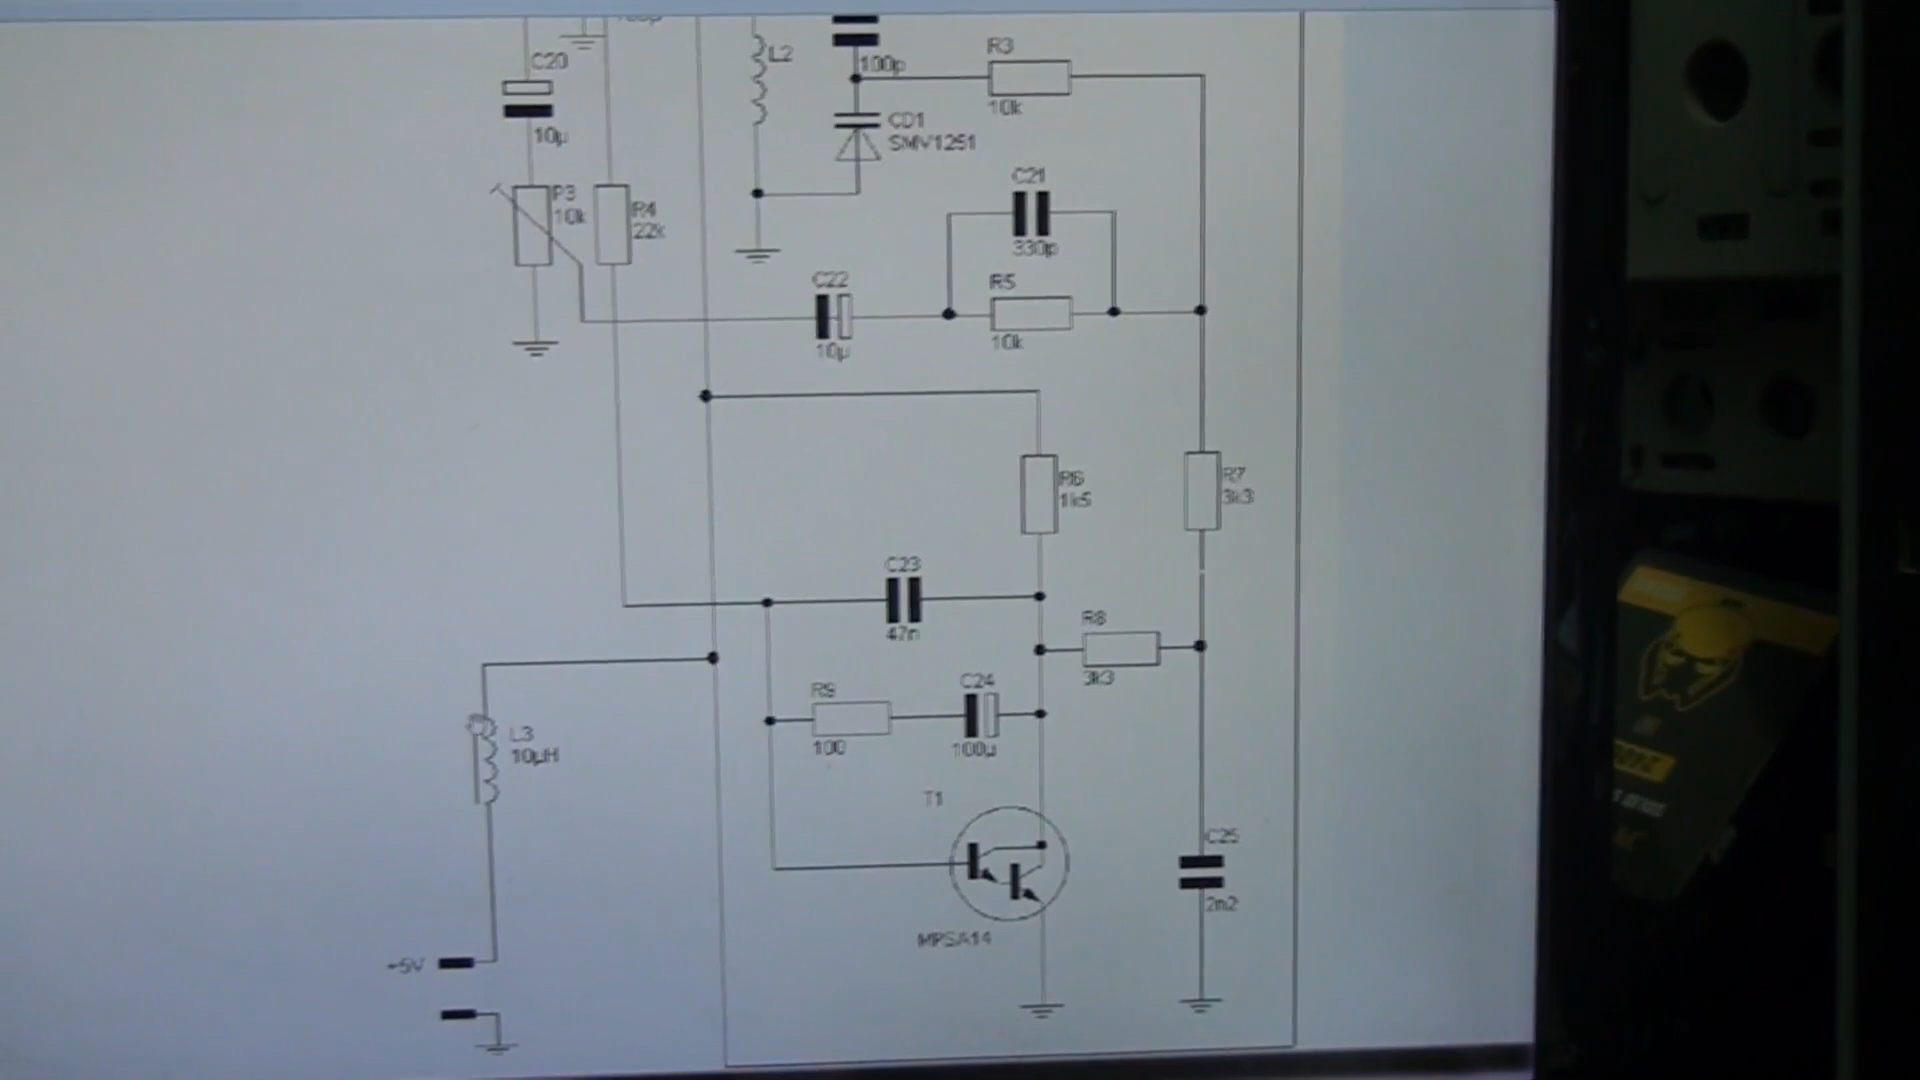 C20
10µ
L2
100p
R3
10k
CD1
SMV1251
P3
10k
R4
22k
C21
330p
C22
10µ
R5
10k
R6
1k5
R7
3k3
C23
47n
R8
3k3
R9
100
C24
100µ
L3
10µH
T1
MPSA14
C25
2n2
+5V